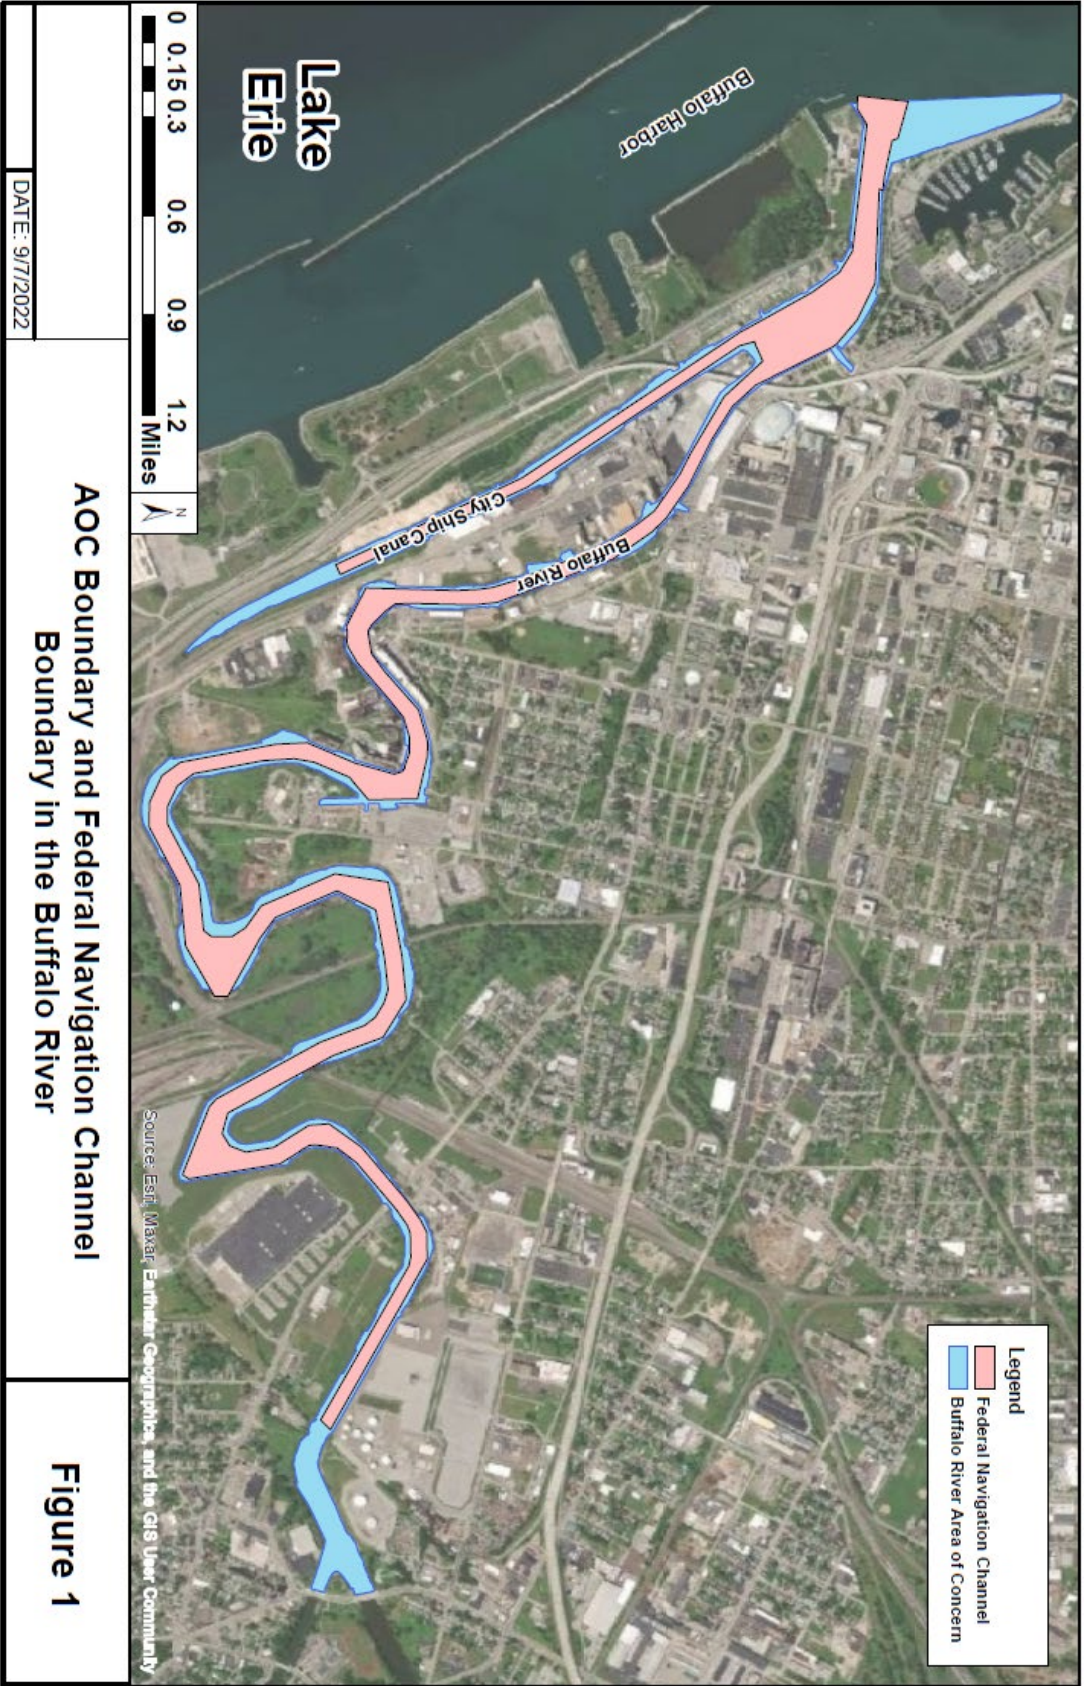 Lake
Erie
Buffalo Harbor
City Ship Canal
Buffalo River
Legend
Federal Navigation Channel
Buffalo River Area of Concern
0 0.15 0.3 0.6 0.9 1.2
Miles
N
Source: Esri, Maxar, Earthstar Geographics, and the GIS User Community
DATE: 9/7/2022
AOC Boundary and Federal Navigation Channel
Boundary in the Buffalo River
Figure 1